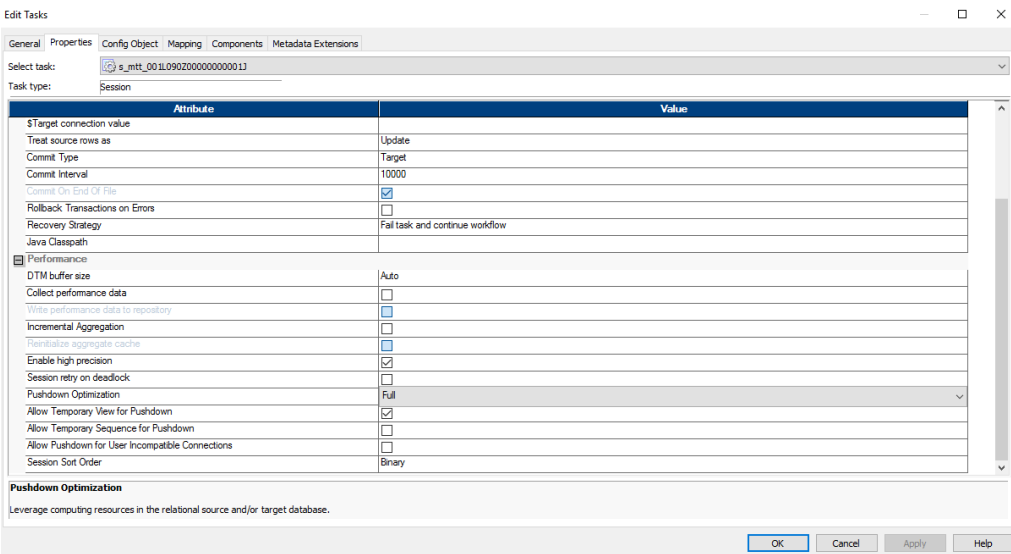 Edit Tasks
General Properties Config Object Mapping Components Metadata Extensions
Select task: s_mtt_001L090Z00000000001J
Task type: Session
Attribute Value
$Target connection value
Treat source rows as Update
Commit Type Target
Commit Interval 10000
Commit On End Of File
Rollback Transactions on Errors
Recovery Strategy Fail task and continue workflow
Java Classpath
Performance
DTM buffer size Auto
Collect performance data
Write performance data to repository
Incremental Aggregation
Reinitialize aggregate cache
Enable high precision
Session retry on deadlock
Pushdown Optimization Full
Allow Temporary View for Pushdown
Allow Temporary Sequence for Pushdown
Allow Pushdown for User Incompatible Connections
Session Sort Order Binary
Pushdown Optimization
Leverage computing resources in the relational source and/or target database.
OK Cancel Apply Help